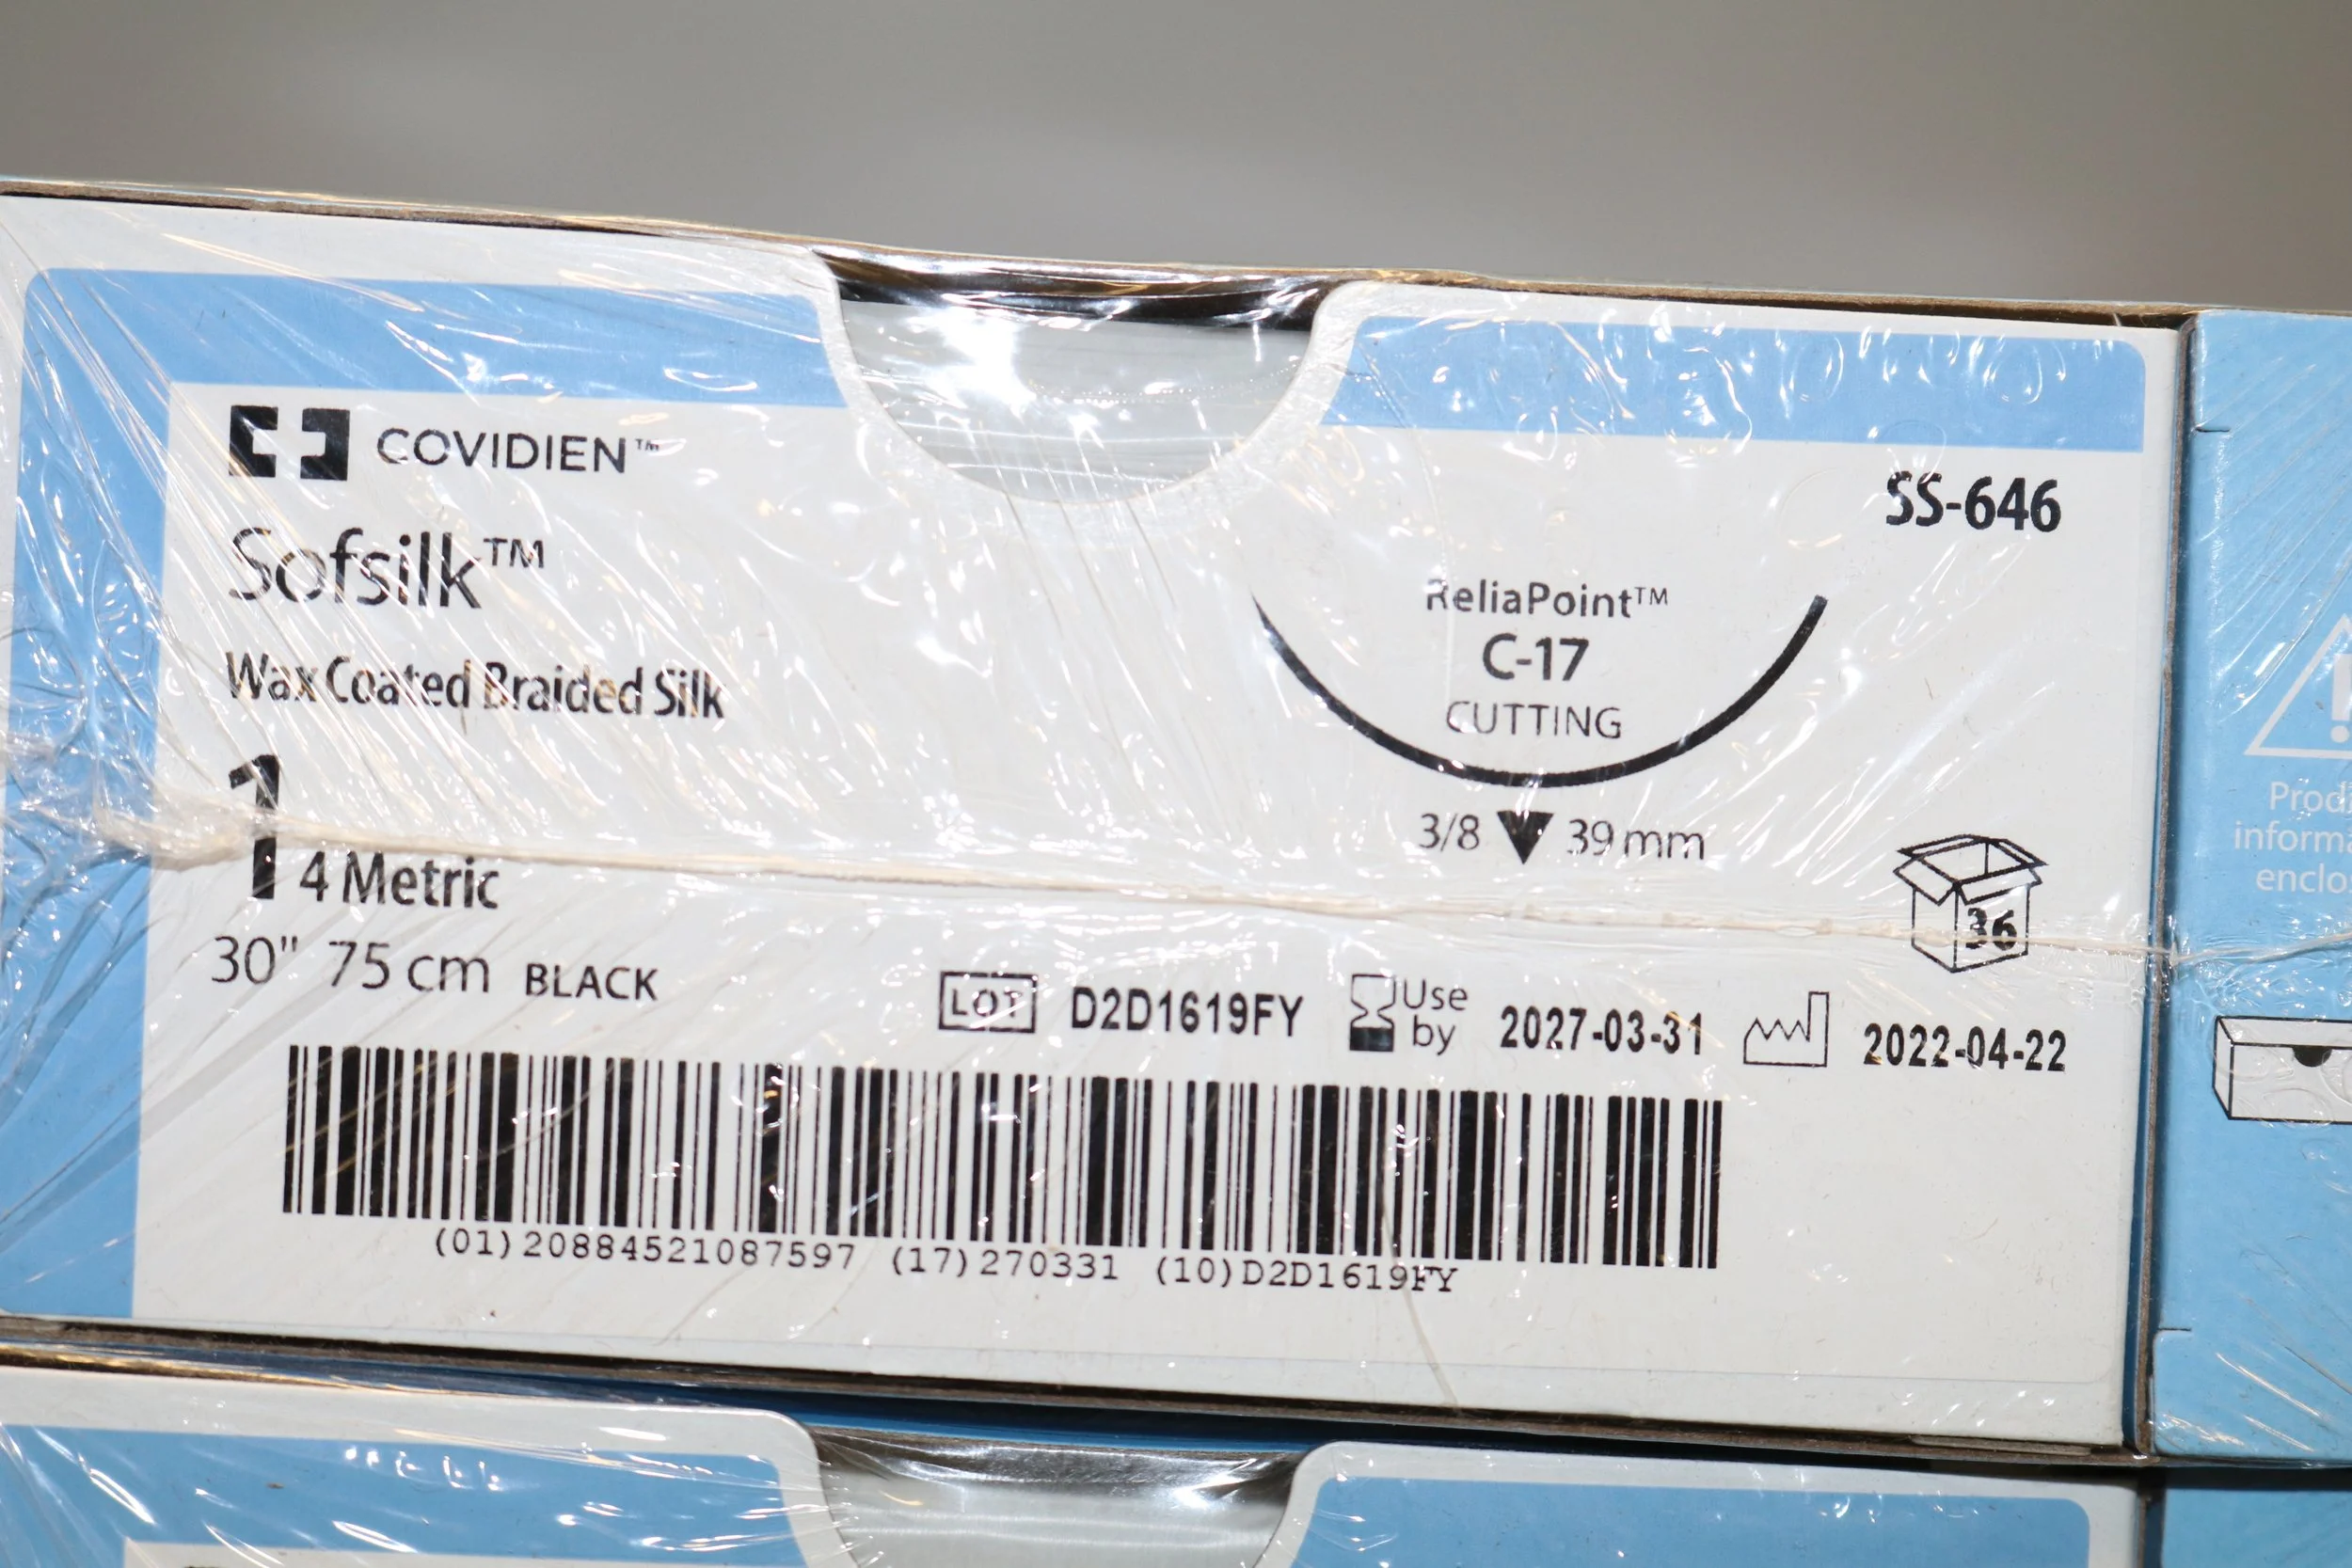 COVIDIEN™
Sofsilk™
Wax Coated Braided Silk
1 4 Metric
30" 75 cm BLACK
SS-646
ReliaPoint™
C-17
CUTTING
3/8 39 mm
36
LOT D2D1619FY Use by 2027-03-31 2022-04-22
(01)20884521087597 (17)270331 (10)D2D1619FY